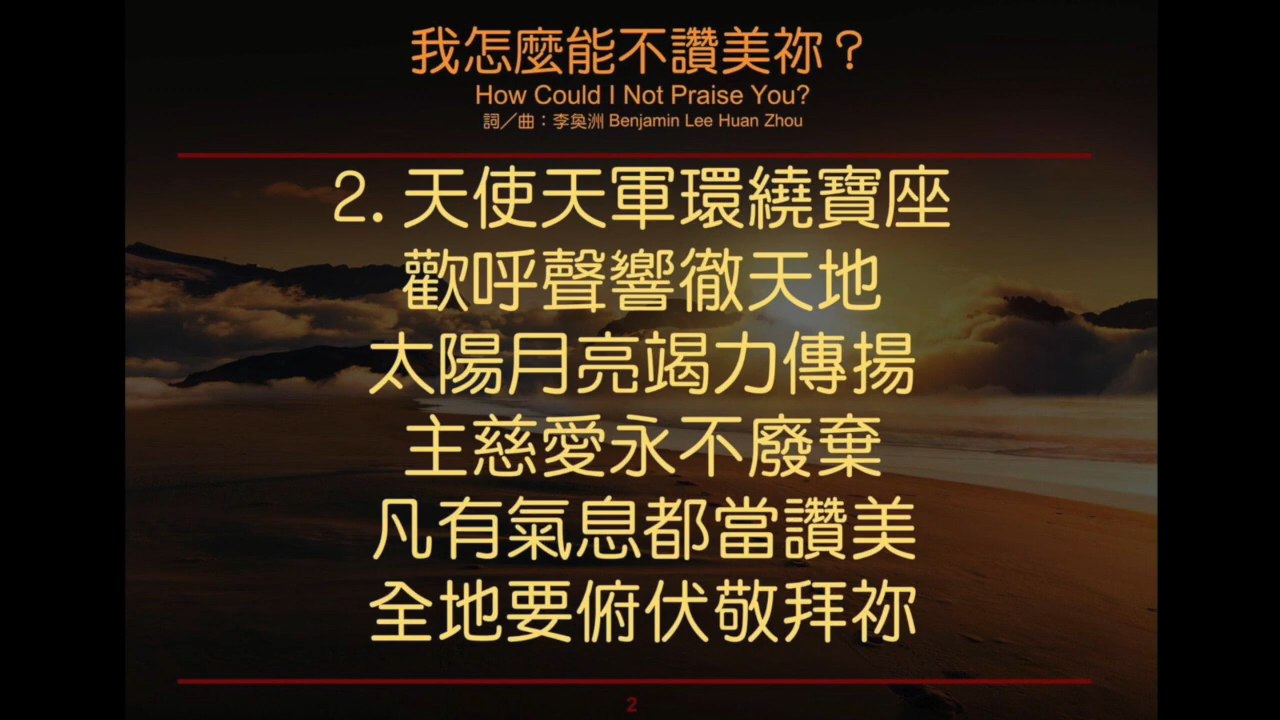 我怎麼能不讚美祢？
How Could I Not Praise You?
詞／曲：李奐洲 Benjamin Lee Huan Zhou
2. 天使天軍環繞寶座
歡呼聲響徹天地
太陽月亮竭力傳揚
主慈愛永不廢棄
凡有氣息都當讚美
全地要俯伏敬拜祢
2